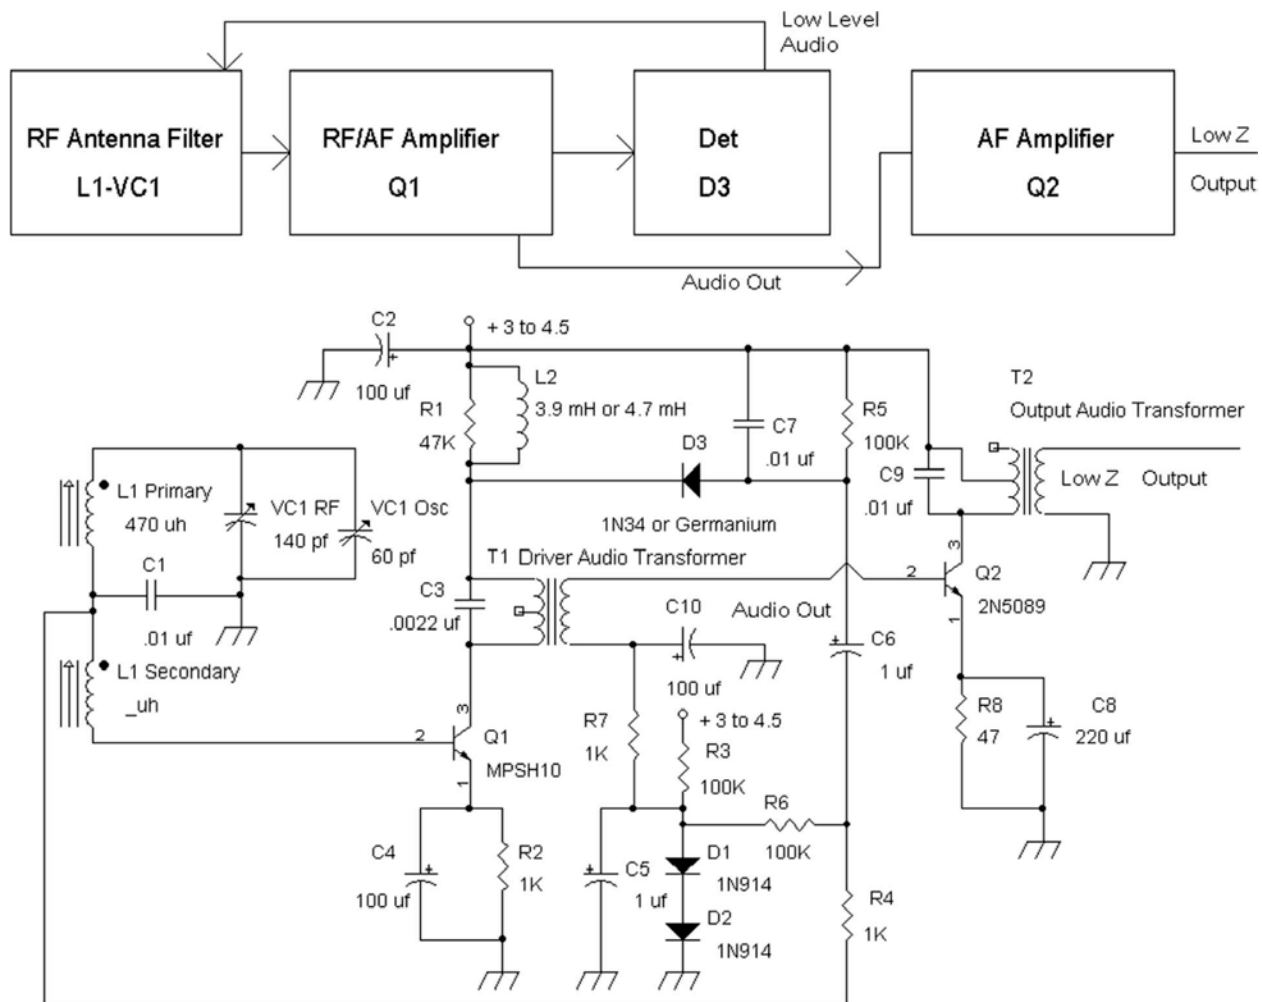 Low Level
Audio
RF Antenna Filter
L1-VC1
RF/AF Amplifier
Q1
Det
D3
AF Amplifier
Q2
Low Z
Output
Audio Out
C2
100 uf
+ 3 to 4.5
R1
47K
L2
3.9 mH or 4.7 mH
D3
1N34 or Germanium
C7
.01 uf
R5
100K
C9
.01 uf
T2
Output Audio Transformer
Low Z Output
L1 Primary
470 uh
VC1 RF
140 pf
VC1 Osc
60 pf
C1
.01 uf
L1 Secondary
_uh
C3
.0022 uf
T1 Driver Audio Transformer
C10
100 uf
Audio Out
C6
1 uf
2
3
1
Q2
2N5089
2
3
1
Q1
MPSH10
R7
1K
+ 3 to 4.5
R3
100K
R6
100K
R8
47
C8
220 uf
C4
100 uf
R2
1K
C5
1 uf
D1
1N914
D2
1N914
R4
1K